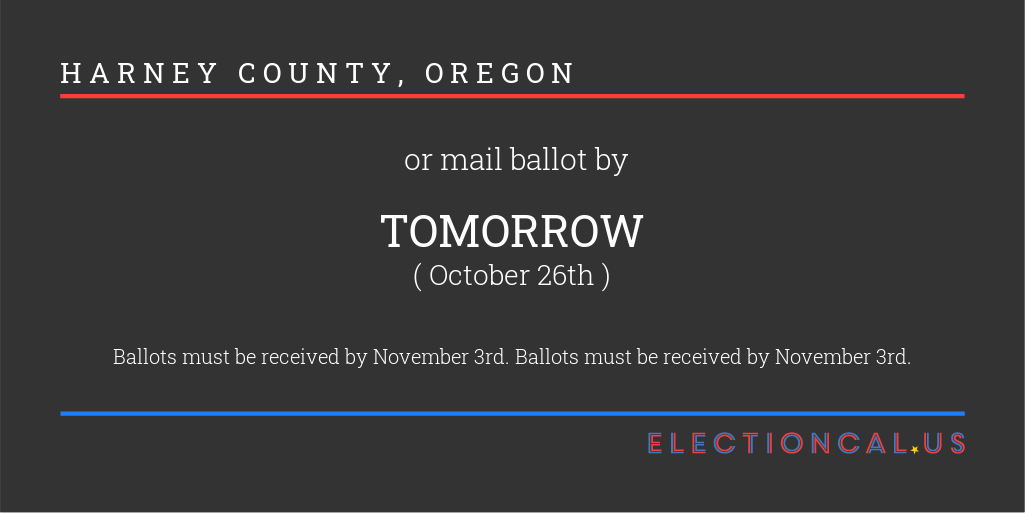 HARNEY COUNTY, OREGON
or mail ballot by
TOMORROW
( October 26th )
Ballots must be received by November 3rd. Ballots must be received by November 3rd.
ELECTIONCAL.US